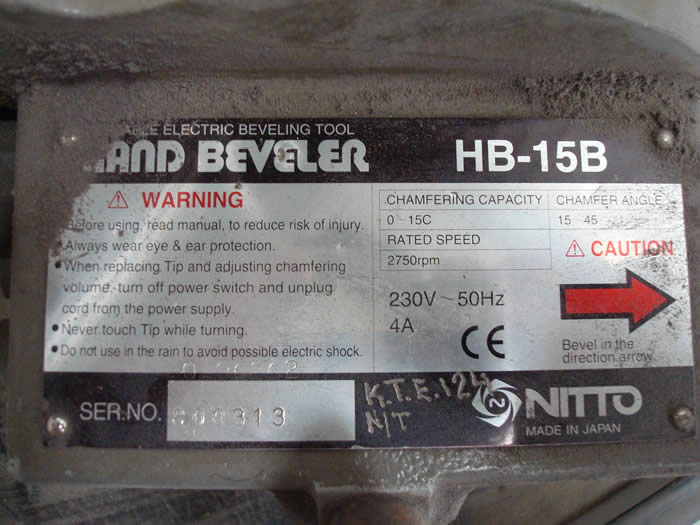 ELECTRIC BEVELING TOOL
HAND BEVELER HB-15B
WARNING
Before using, read manual, to reduce risk of injury.
Always wear eye & ear protection.
•When replacing Tip and adjusting chamfering
volume, turn off power switch and unplug
cord from the power supply.
•Never touch Tip while turning.
•Do not use in the rain to avoid possible electric shock.
CHAMFERING CAPACITY CHAMFER ANGLE
0~15C 15 45
RATED SPEED
2750rpm
230V~50Hz
4A CE
CAUTION
Bevel in the
direction arrow.
SER.NO. 800313
K.T.E.124
N/T
NITTO
MADE IN JAPAN